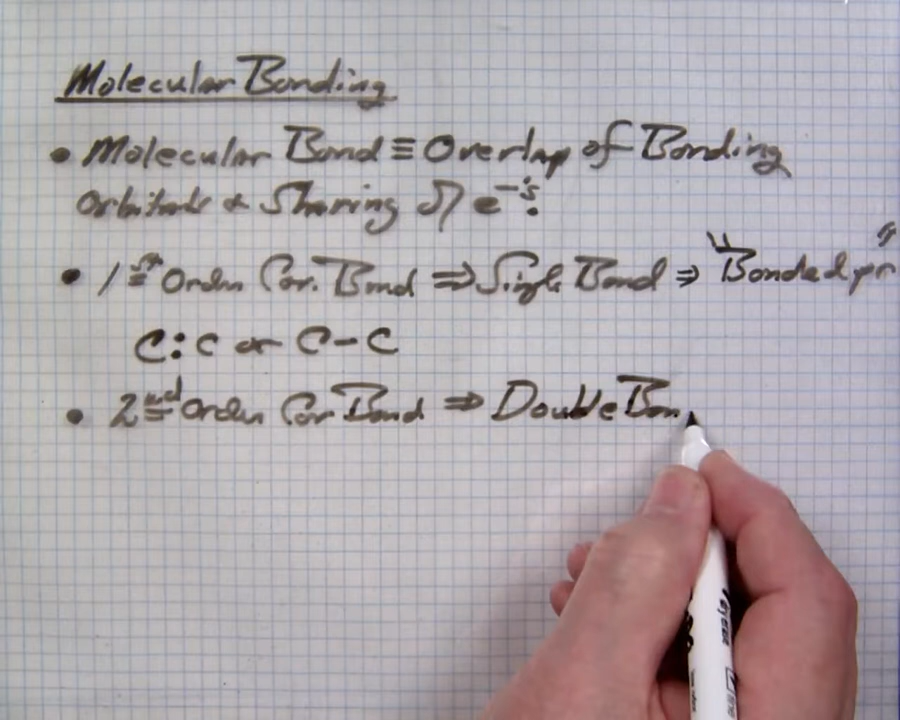 Molecular Bonding
• Molecular Bond ≡ Overlap of Bonding
Orbitals & Sharing of e⁻'s.
• 1st Order Cov. Bond ⇒ Single Bond ⇒ "Bonded pr
C:C or C-C
• 2nd Order Cov Bond ⇒ Double Bon